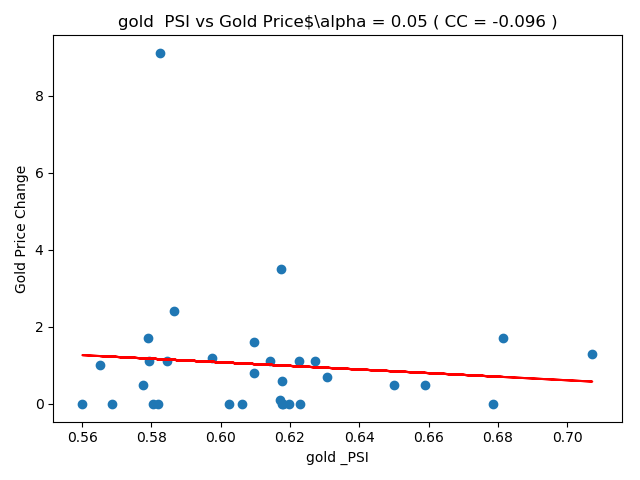 gold  PSI vs Gold Price$\alpha = 0.05 ( CC = -0.096 )
8
6
4
2
0
Gold Price Change
0.56 0.58 0.60 0.62 0.64 0.66 0.68 0.70
gold _PSI